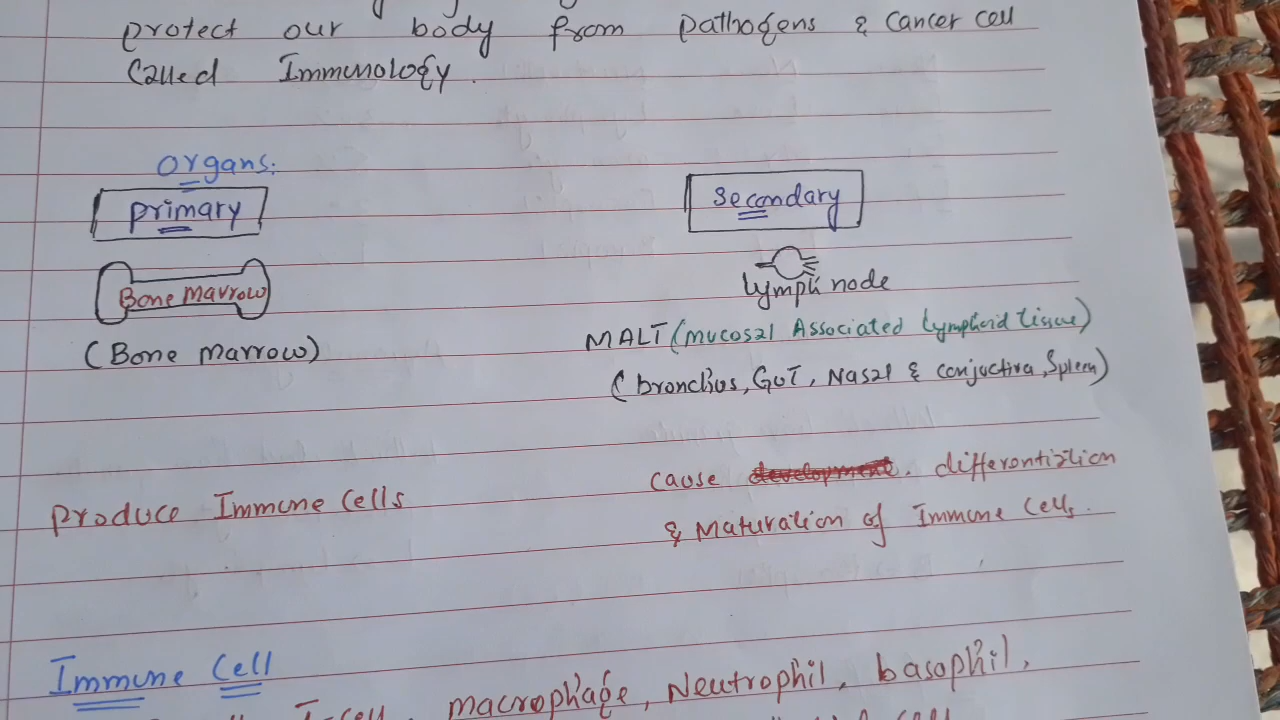 protect our body from pathogens & cancer cell
called Immunology.
Organs:
Primary
Secondary
Bone Marrow
lymph node
(Bone Marrow)
MALT (mucosal Associated lymphoid tissue)
(bronchus, GUT, Nasal & conjuctiva, Spleen)
Produce Immune Cells
cause development. differentiation
& Maturation of Immune Cells.
Immune Cell
T-cell, macrophage, Neutrophil, basophil,